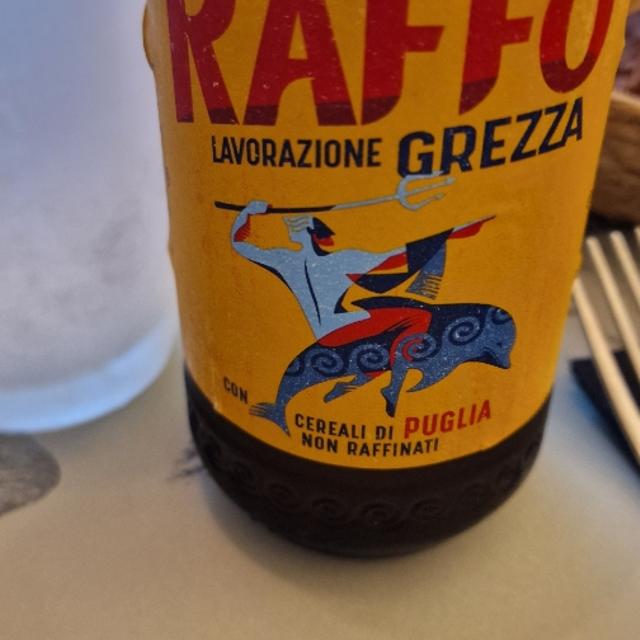 RAFFO
LAVORAZIONE GREZZA
CON
CEREALI DI PUGLIA
NON RAFFINATI